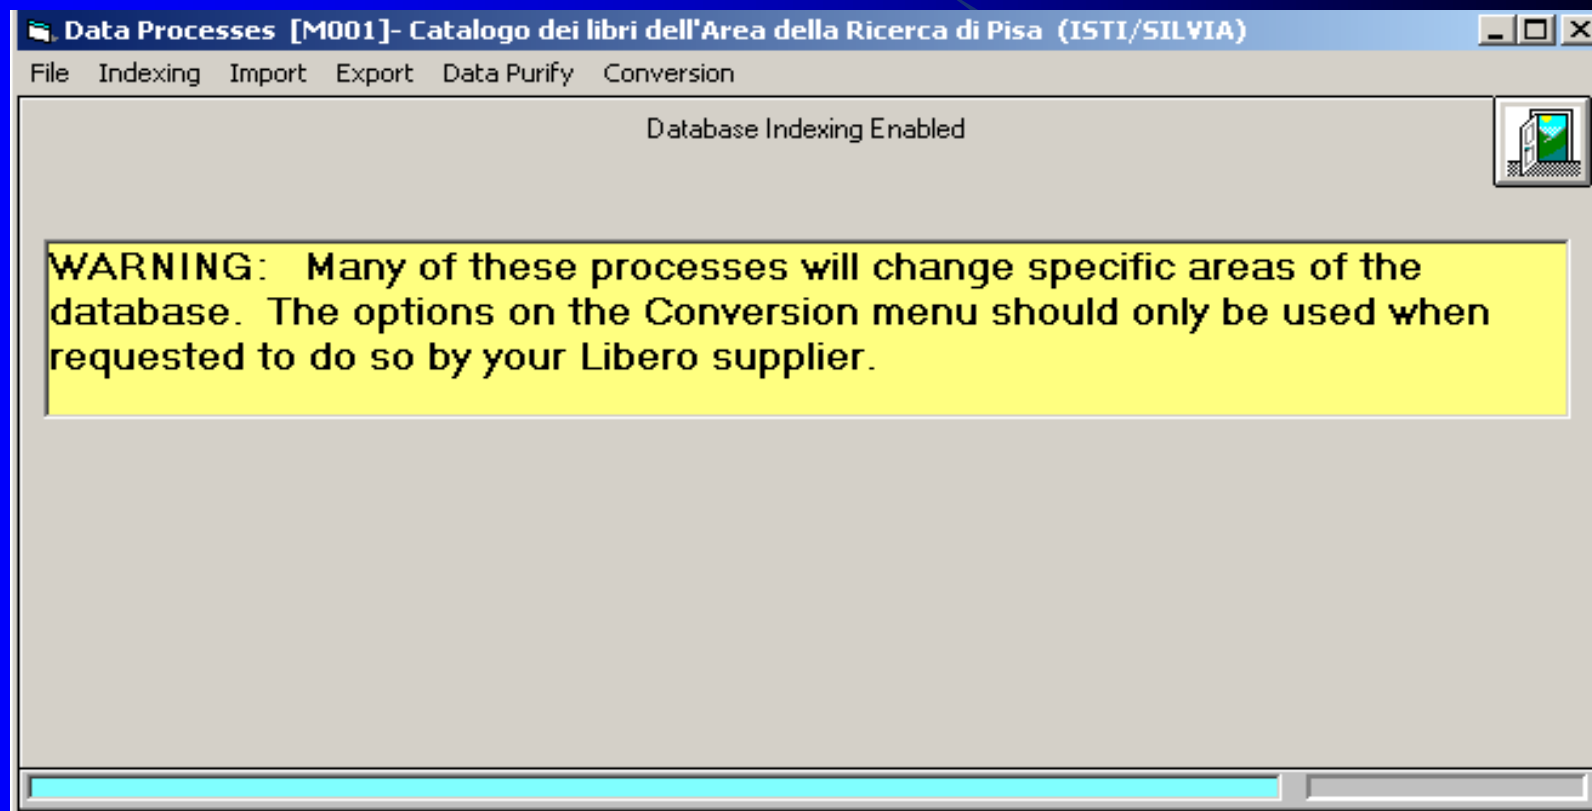 Data Processes [M001]- Catalogo dei libri dell'Area della Ricerca di Pisa (ISTI/SILVIA)
File Indexing Import Export Data Purify Conversion
Database Indexing Enabled
WARNING: Many of these processes will change specific areas of the
database. The options on the Conversion menu should only be used when
requested to do so by your Libero supplier.